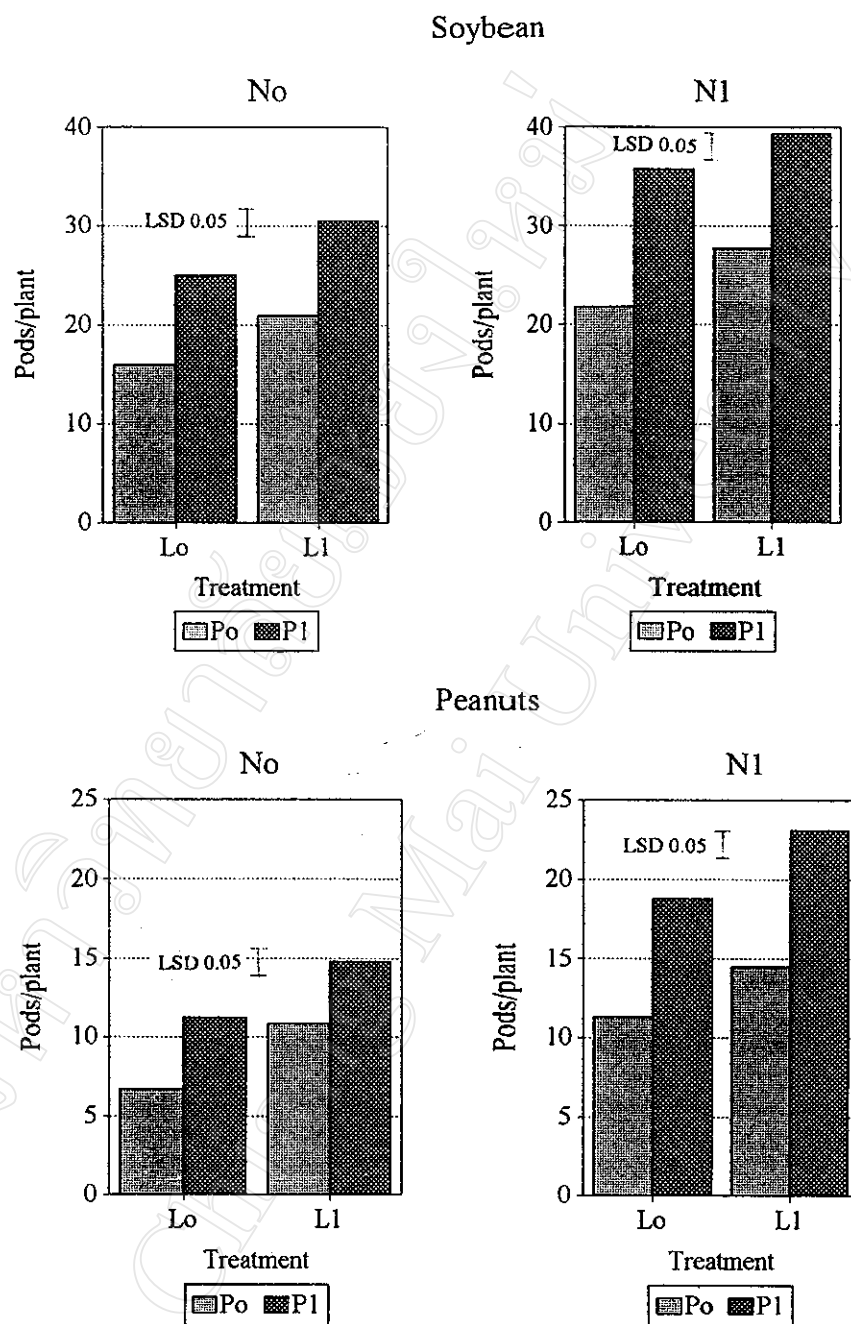 Soybean
No
N1
40
30
20
10
0
Pods/plant
LSD 0.05
Lo
L1
Treatment
Po
P1
40
30
20
10
0
Pods/plant
LSD 0.05
Lo
L1
Treatment
Po
P1
Peanuts
No
N1
25
20
15
10
5
0
Pods/plant
LSD 0.05
Lo
L1
Treatment
Po
P1
25
20
15
10
5
0
Pods/plant
LSD 0.05
Lo
L1
Treatment
Po
P1